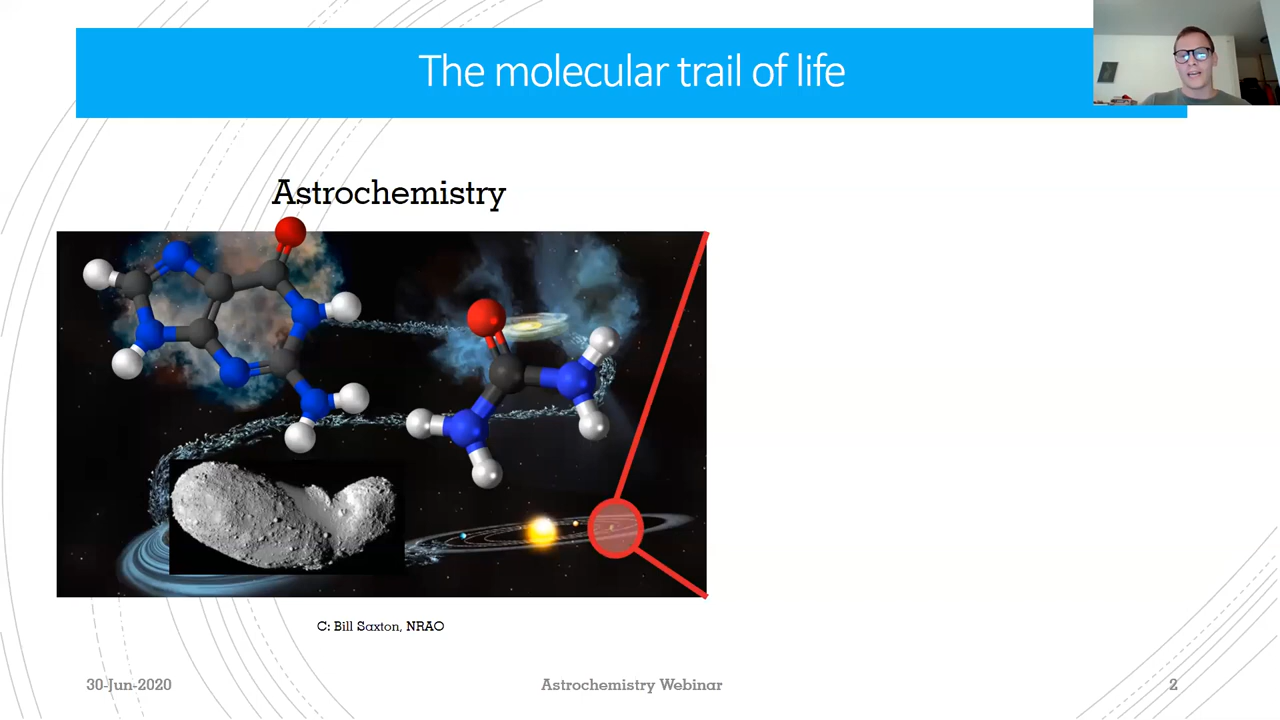 The molecular trail of life
Astrochemistry
C: Bill Saxton, NRAO
30-Jun-2020
Astrochemistry Webinar
2